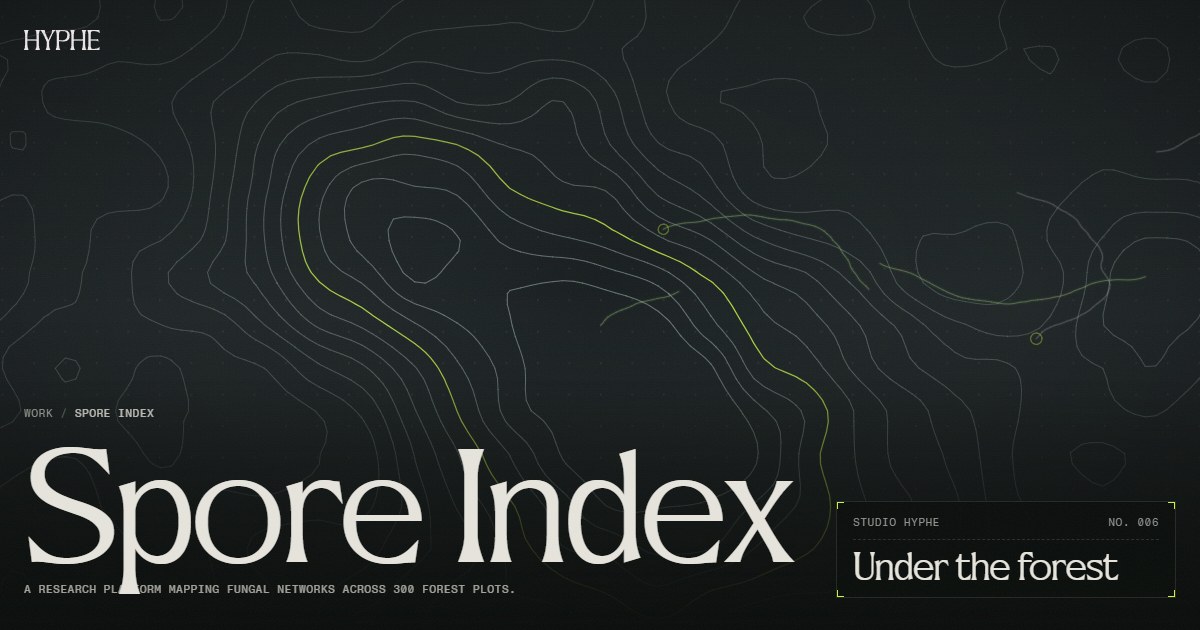 HYPHE
WORK / SPORE INDEX
Spore Index
A RESEARCH PLATFORM MAPPING FUNGAL NETWORKS ACROSS 300 FOREST PLOTS.
STUDIO HYPHE
NO. 006
Under the forest